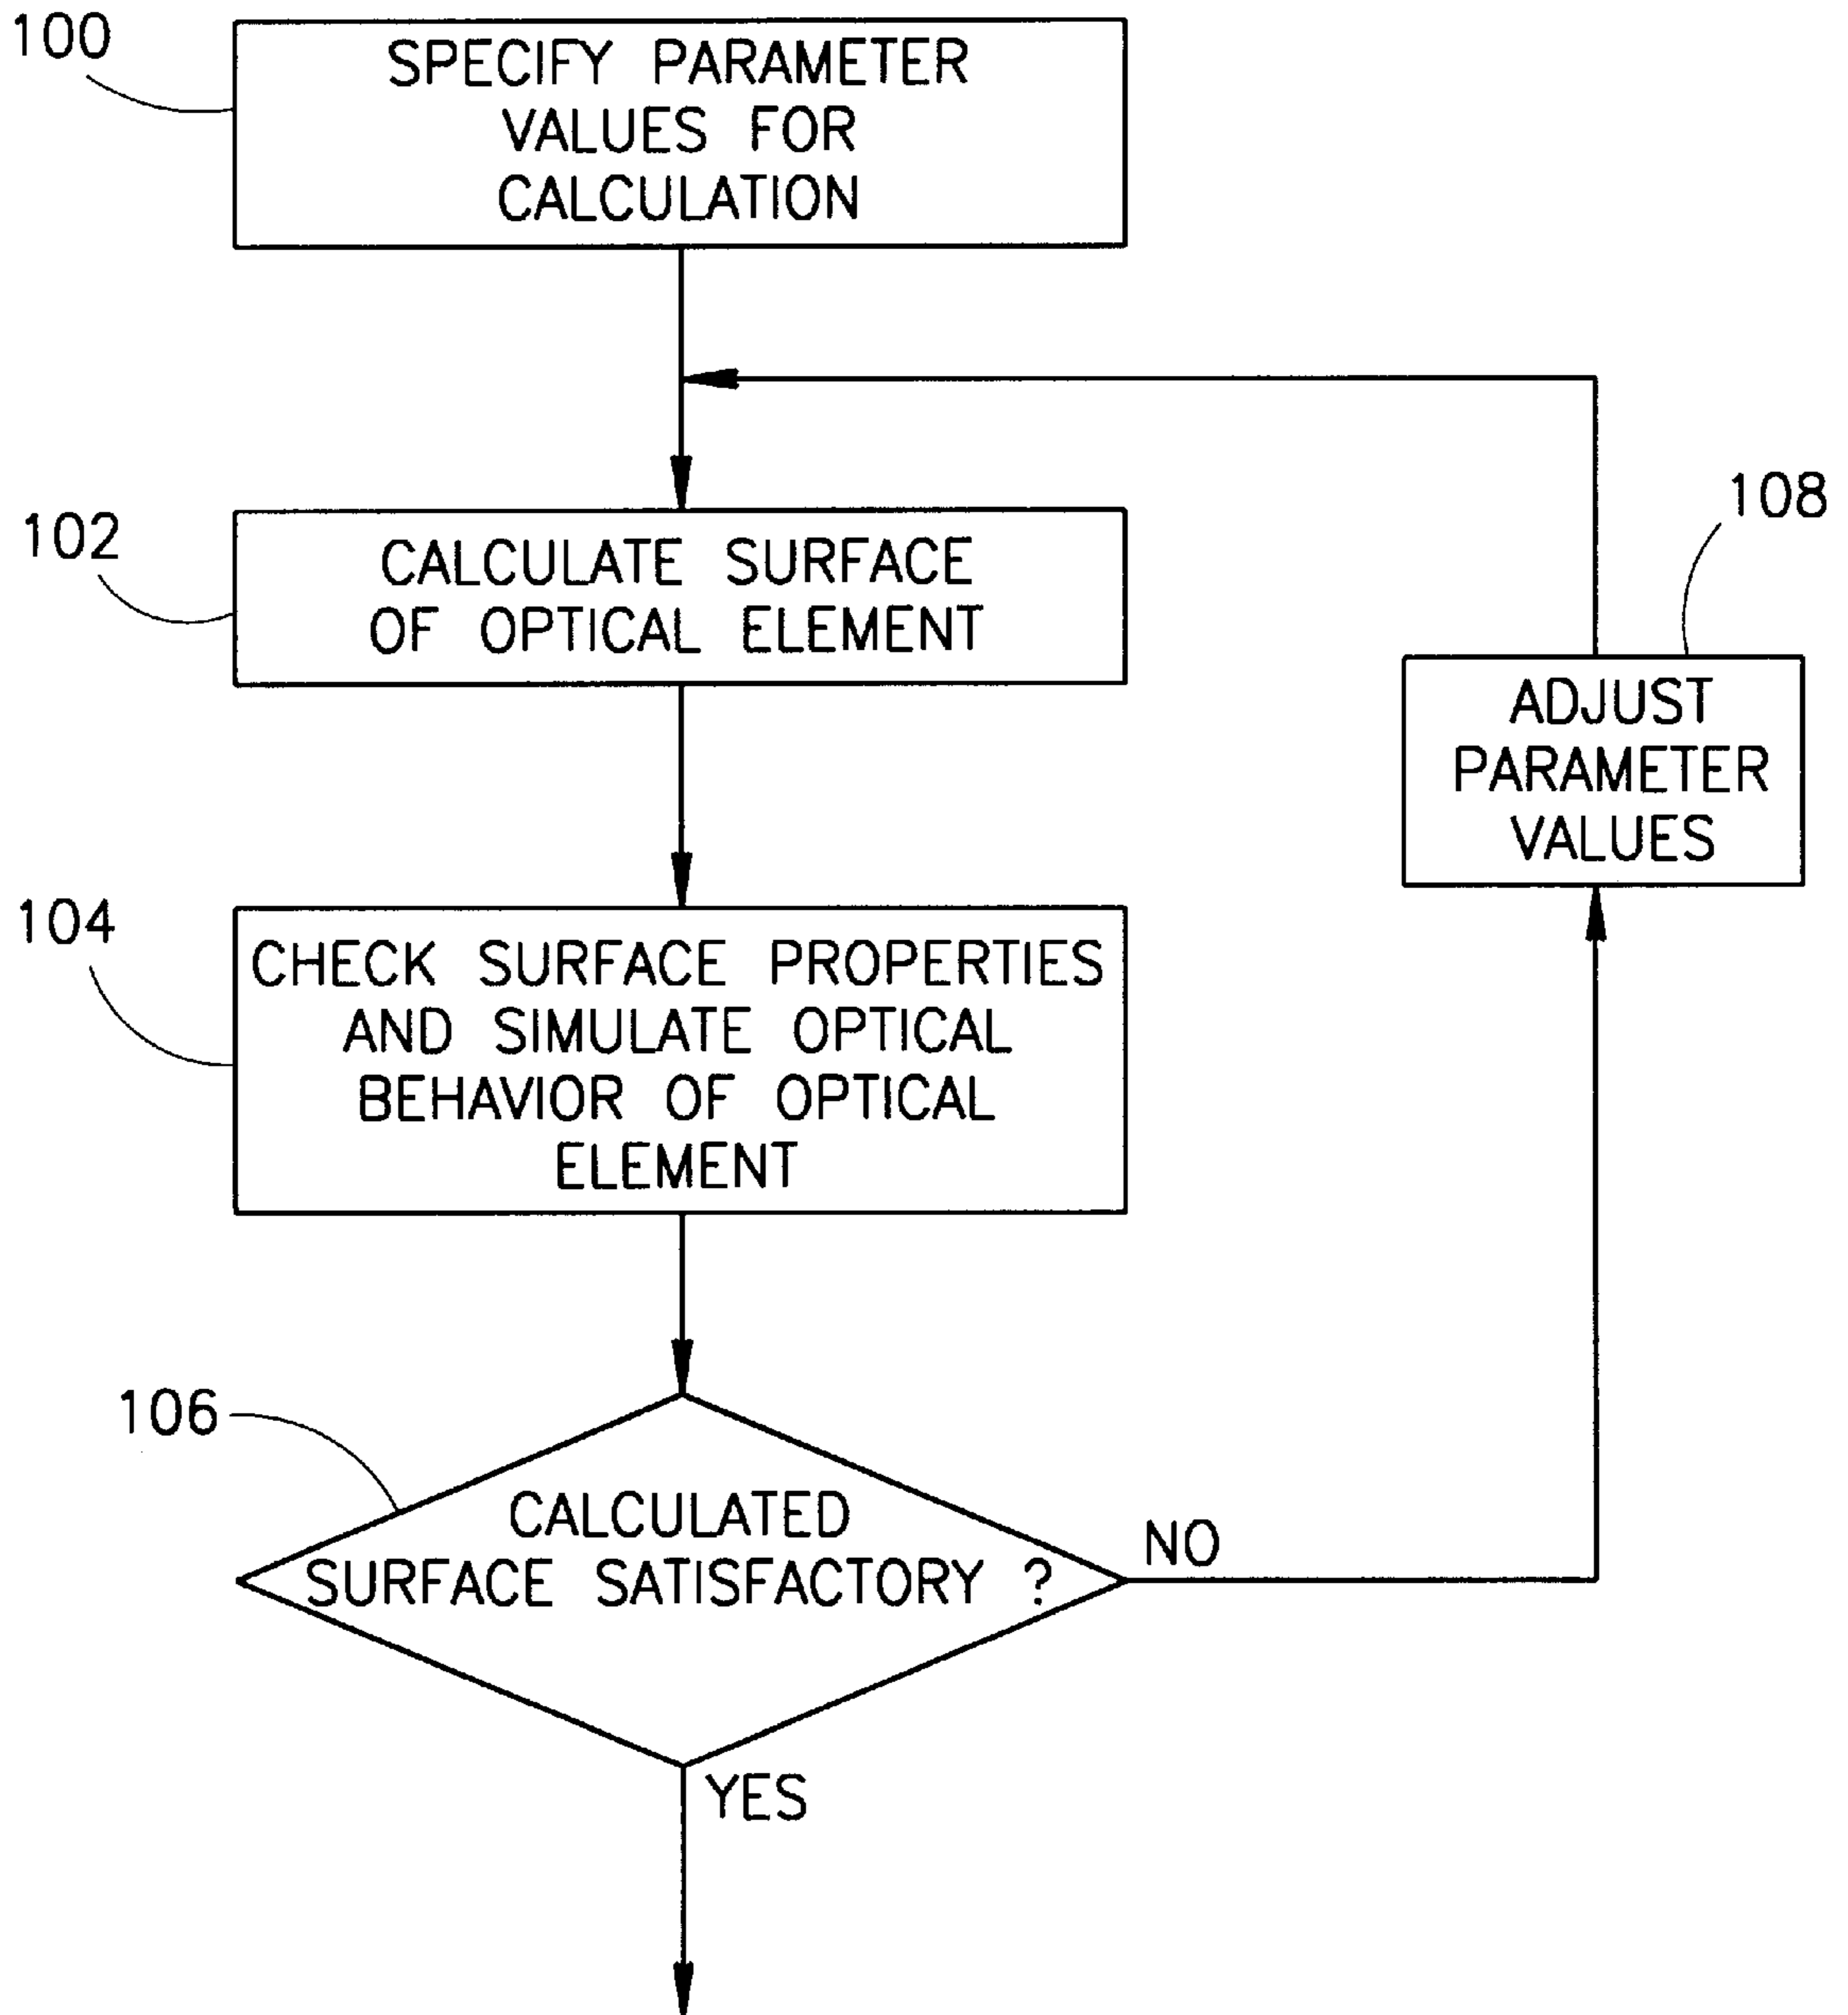 100
SPECIFY PARAMETER
VALUES FOR
CALCULATION
102
CALCULATE SURFACE
OF OPTICAL ELEMENT
108
ADJUST
PARAMETER
VALUES
104
CHECK SURFACE PROPERTIES
AND SIMULATE OPTICAL
BEHAVIOR OF OPTICAL
ELEMENT
106
CALCULATED
SURFACE SATISFACTORY ?
NO
YES